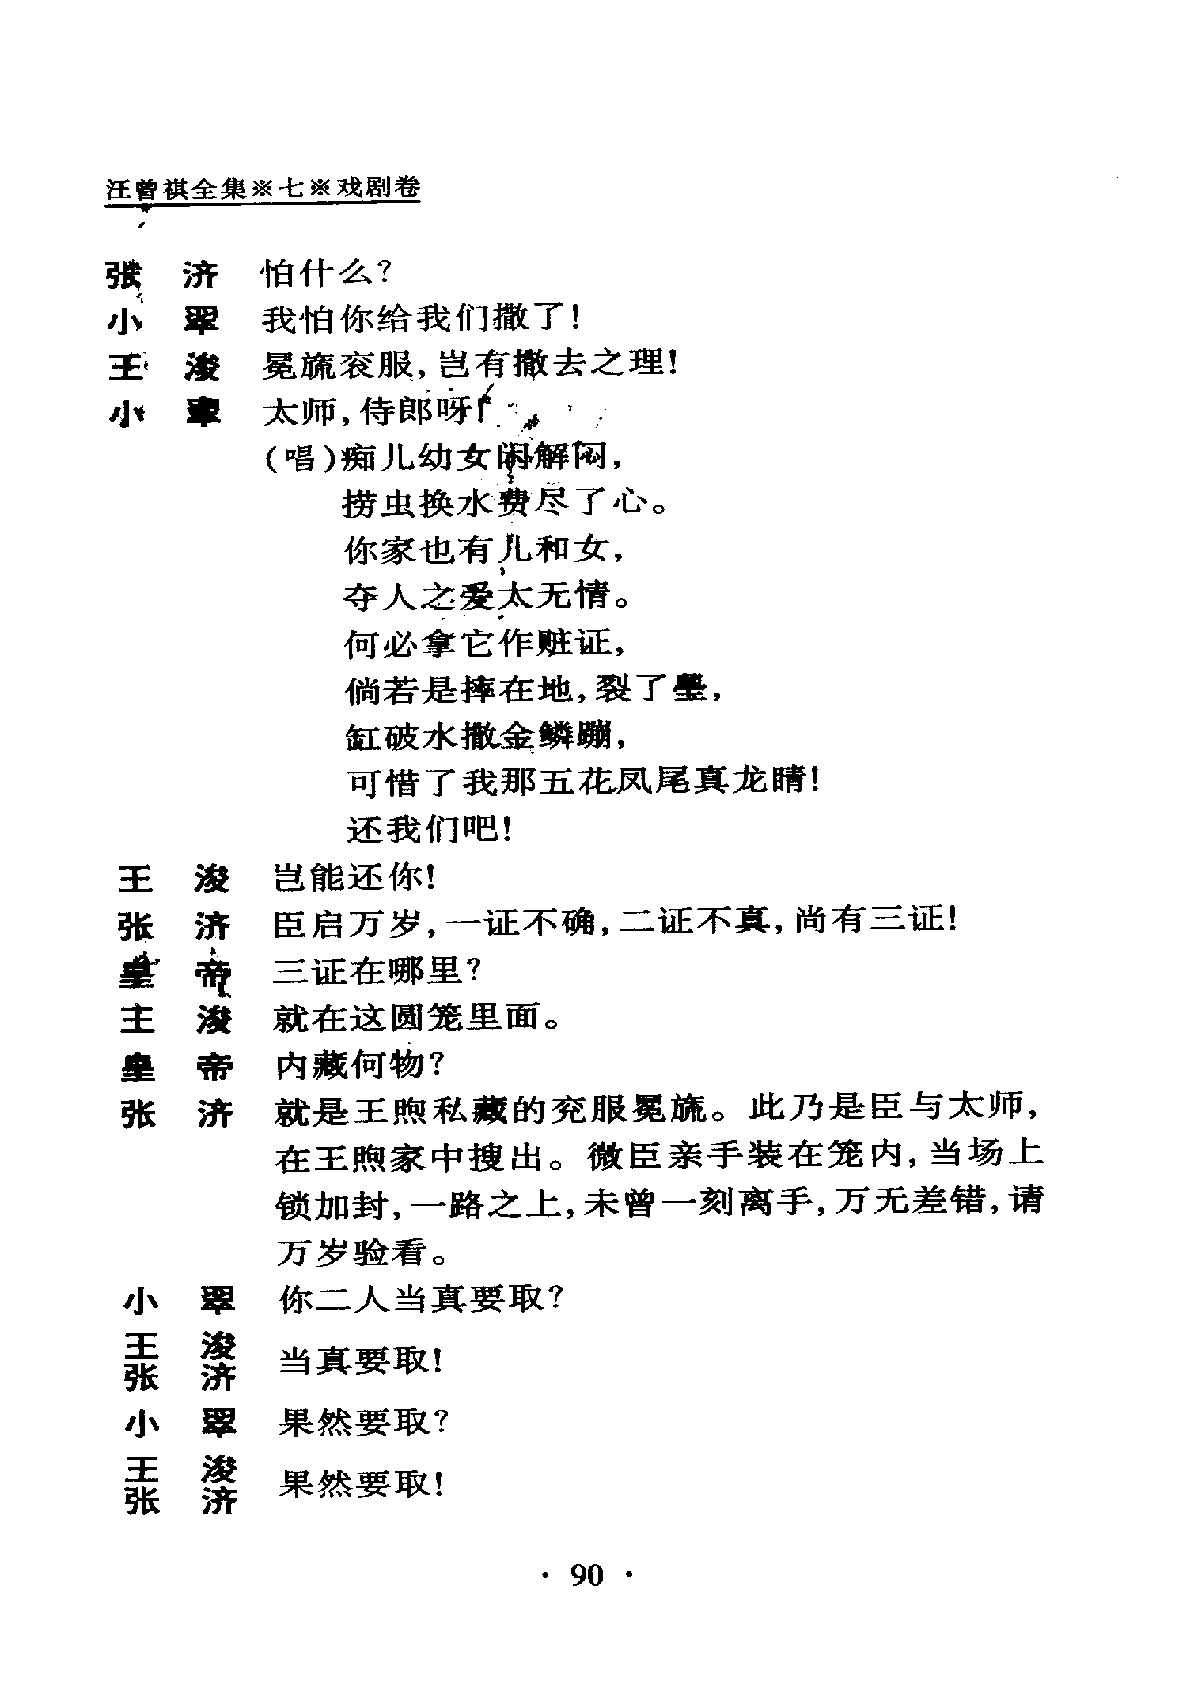 汪曾祺全集※七※戏剧卷
张 济 怕什么?
小 翠 我怕你给我们撒了!
王 浚 冕旒衮服,岂有撒去之理!
小 翠 太师,侍郎呀!
(唱)痴儿幼女闲解闷,
捞虫换水费尽了心。
你家也有儿和女,
夺人之爱太无情。
何必拿它作赃证,
倘若是摔在地,裂了璺,
缸破水撒金鳞蹦,
可惜了我那五花凤尾真龙睛!
还我们吧!
王 浚 岂能还你!
张 济 臣启万岁,一证不确,二证不真,尚有三证!
皇 帝 三证在哪里?
王 浚 就在这圆笼里面。
皇 帝 内藏何物?
张 济 就是王煦私藏的兖服冕旒。此乃是臣与太师,
在王煦家中搜出。微臣亲手装在笼内,当场上
锁加封,一路之上,未曾一刻离手,万无差错,请
万岁验看。
小 翠 你二人当真要取?
王 浚
张 济 当真要取!
小 翠 果然要取?
王 浚
张 济 果然要取!
· 90 ·